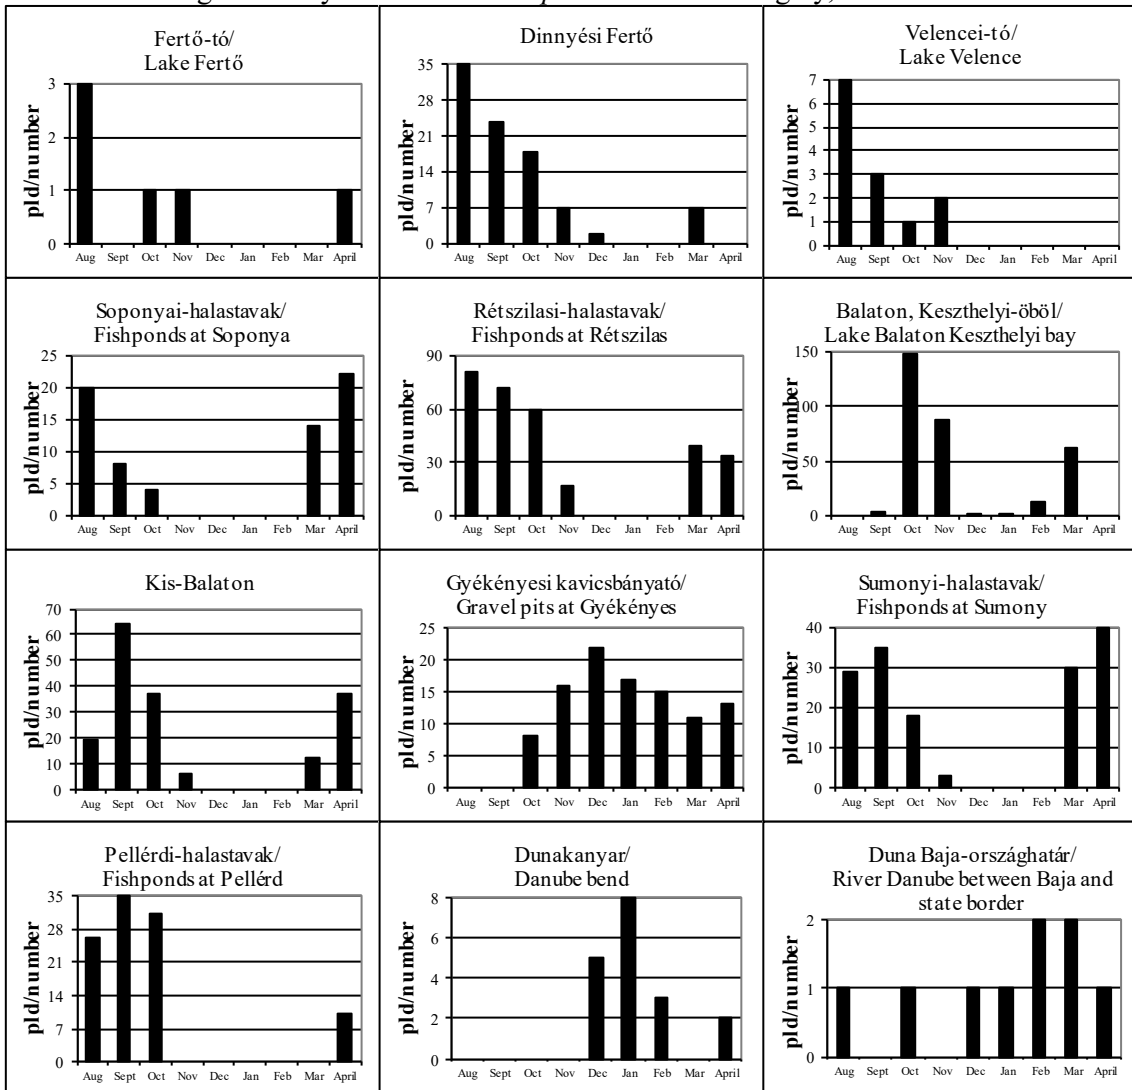 Fertő-tó/
Lake Fertő
pld/number
3
2
1
0
Aug Sept Oct Nov Dec Jan Feb Mar April
Dinnyési Fertő
pld/number
35
28
21
14
7
0
Aug Sept Oct Nov Dec Jan Feb Mar April
Velencei-tó/
Lake Velence
pld/number
7
6
5
4
3
2
1
0
Aug Sept Oct Nov Dec Jan Feb Mar April
Soponyai-halastavak/
Fishponds at Soponya
pld/number
25
20
15
10
5
0
Aug Sept Oct Nov Dec Jan Feb Mar April
Rétszilasi-halastavak/
Fishponds at Rétszilas
pld/number
90
60
30
0
Aug Sept Oct Nov Dec Jan Feb Mar April
Balaton, Keszthelyi-öböl/
Lake Balaton Keszthelyi bay
pld/number
150
100
50
0
Aug Sept Oct Nov Dec Jan Feb Mar April
Kis-Balaton
pld/number
70
60
50
40
30
20
10
0
Aug Sept Oct Nov Dec Jan Feb Mar April
Gyékényesi kavicsbányató/
Gravel pits at Gyékényes
pld/number
25
20
15
10
5
0
Aug Sept Oct Nov Dec Jan Feb Mar April
Sumonyi-halastavak/
Fishponds at Sumony
pld/number
40
30
20
10
0
Aug Sept Oct Nov Dec Jan Feb Mar April
Pellérdi-halastavak/
Fishponds at Pellérd
pld/number
35
28
21
14
7
0
Aug Sept Oct Nov Dec Jan Feb Mar April
Dunakanyar/
Danube bend
pld/number
8
6
4
2
0
Aug Sept Oct Nov Dec Jan Feb Mar April
Duna Baja-országhatár/
River Danube between Baja and
state border
pld/number
2
1
0
Aug Sept Oct Nov Dec Jan Feb Mar April